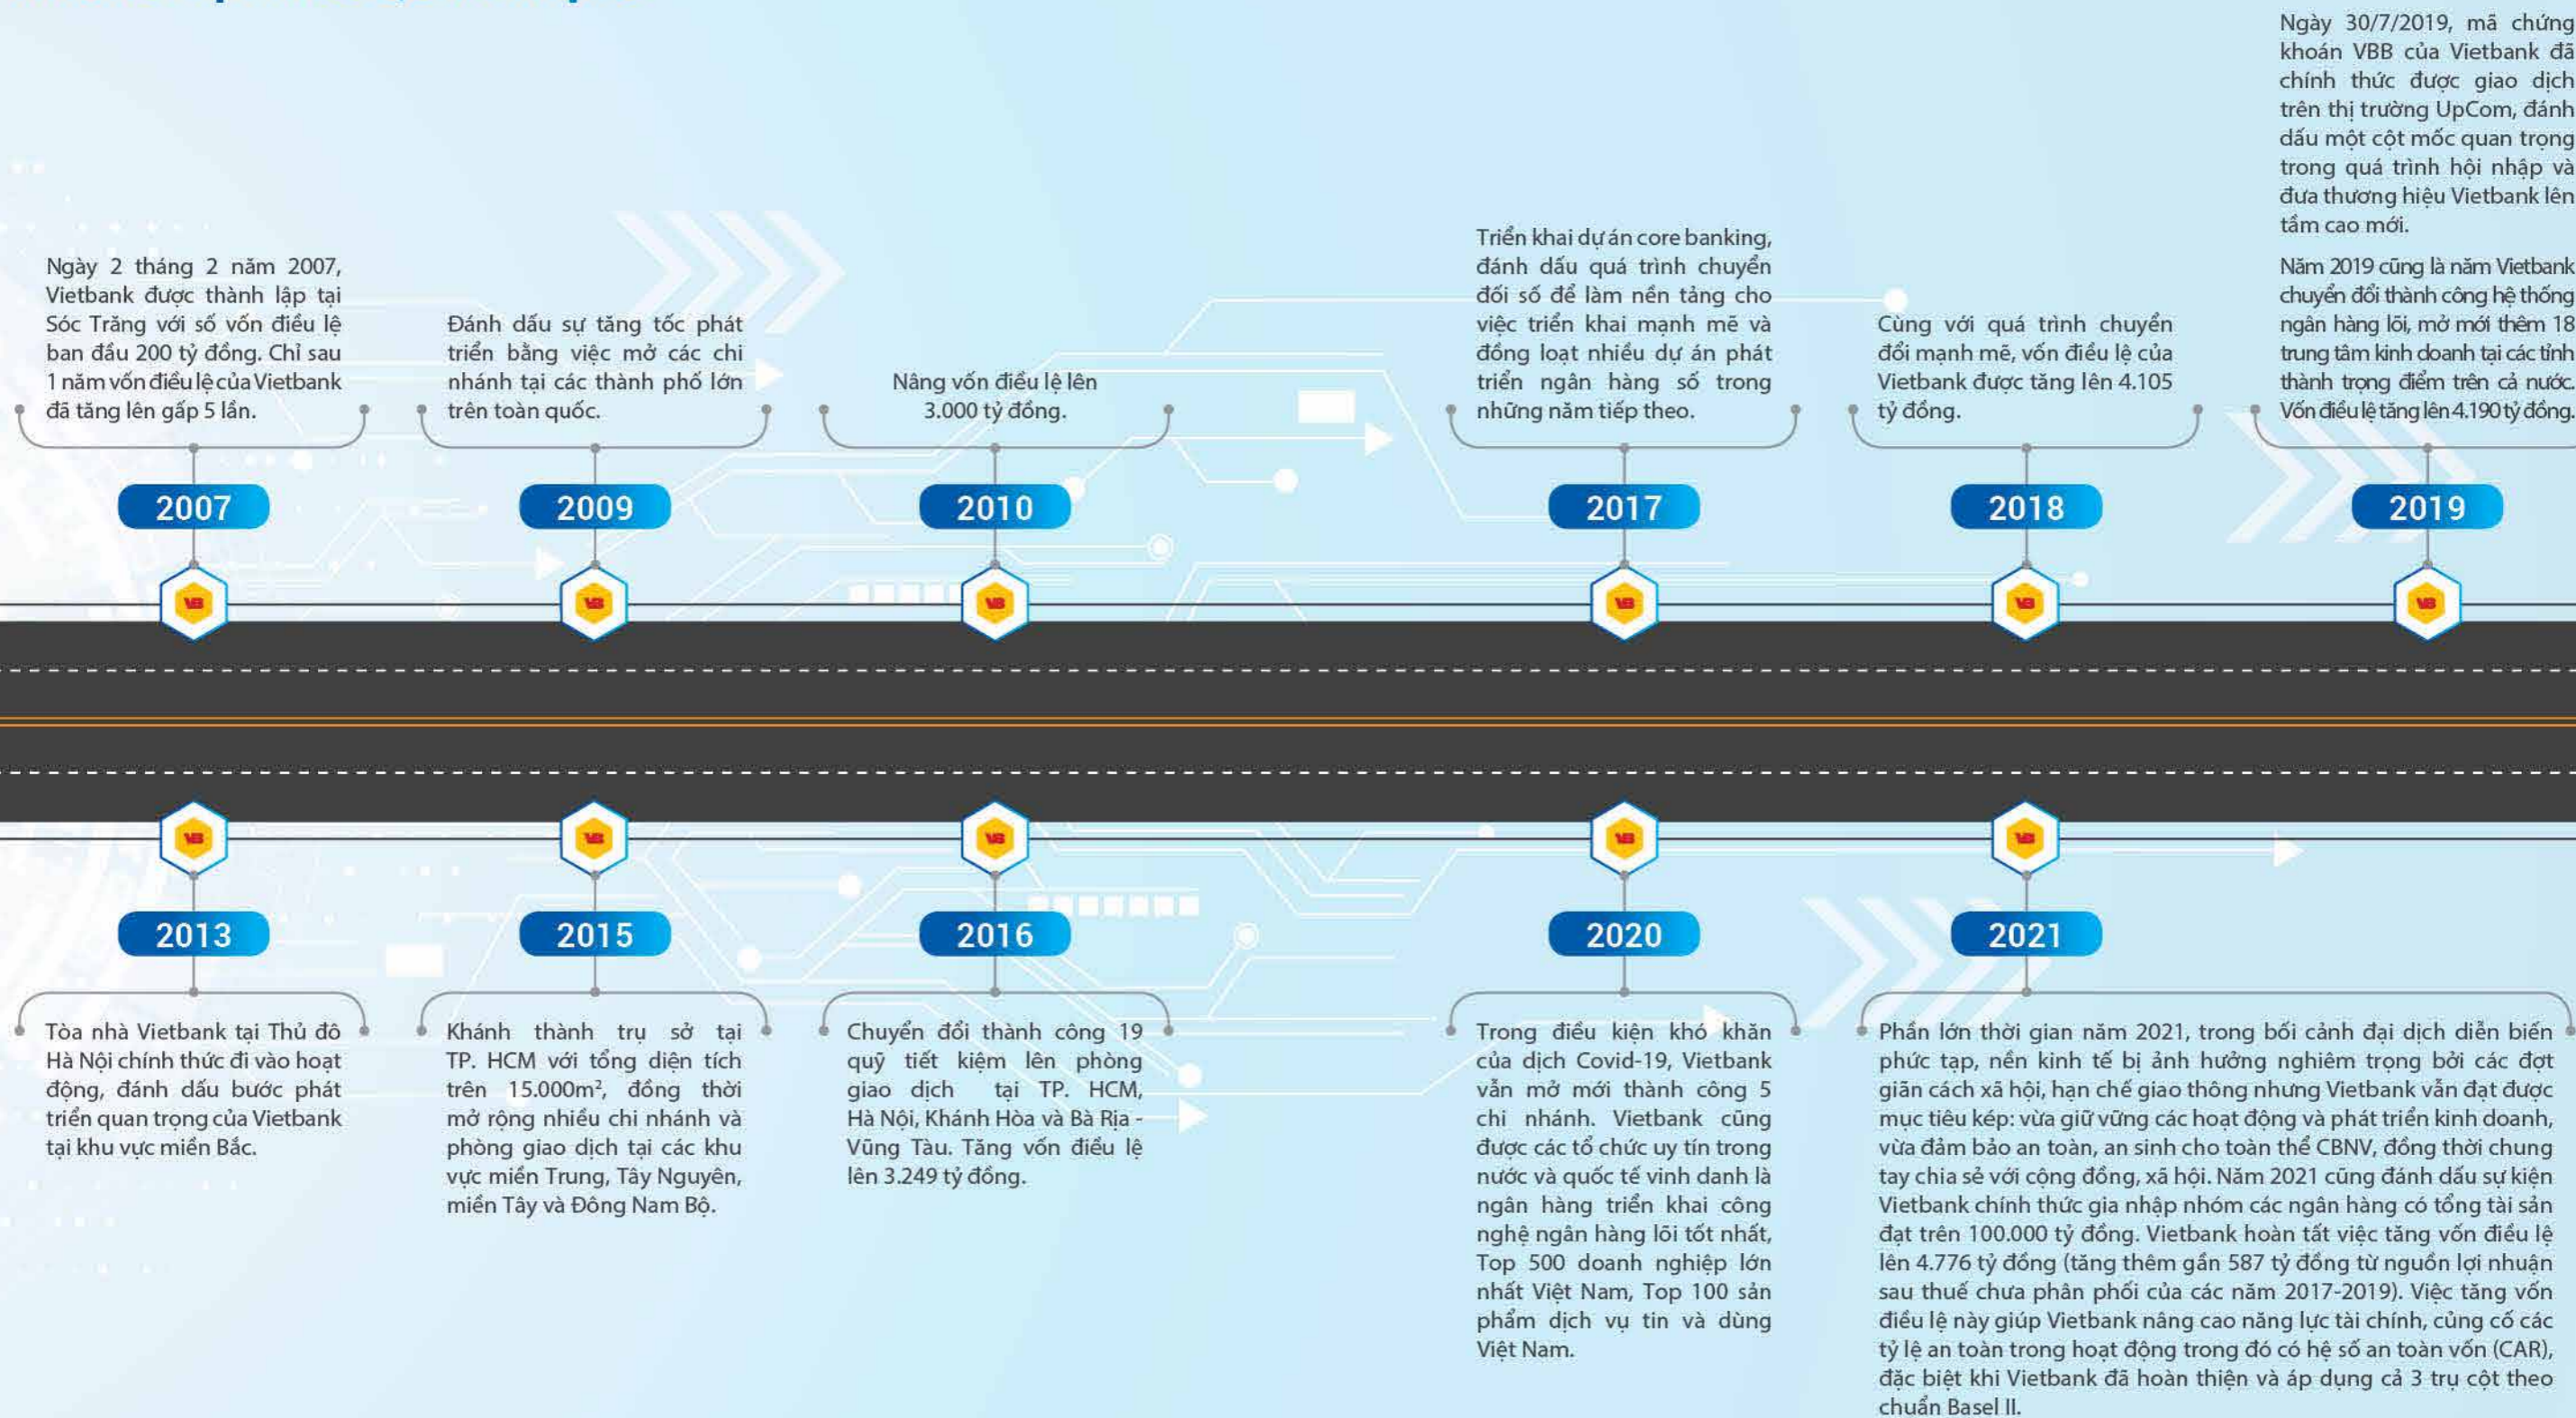 Ngày 2 tháng 2 năm 2007,
Vietbank được thành lập tại
Sóc Trăng với số vốn điều lệ
ban đầu 200 tỷ đồng. Chỉ sau
1 năm vốn điều lệ của Vietbank
đã tăng lên gấp 5 lần.
2007
Đánh dấu sự tăng tốc phát
triển bằng việc mở các chi
nhánh tại các thành phố lớn
trên toàn quốc.
2009
Nâng vốn điều lệ lên
3.000 tỷ đồng.
2010
Triển khai dự án core banking,
đánh dấu quá trình chuyển
đối số để làm nền tảng cho
việc triển khai mạnh mẽ và
đồng loạt nhiều dự án phát
triển ngân hàng số trong
những năm tiếp theo.
2017
Cùng với quá trình chuyển
đổi mạnh mẽ, vốn điều lệ của
Vietbank được tăng lên 4.105
tỷ đồng.
2018
Ngày 30/7/2019, mã chứng
khoán VBB của Vietbank đã
chính thức được giao dịch
trên thị trường UpCom, đánh
dấu một cột mốc quan trọng
trong quá trình hội nhập và
đưa thương hiệu Vietbank lên
tầm cao mới.
Năm 2019 cũng là năm Vietbank
chuyển đổi thành công hệ thống
ngân hàng lõi, mở mới thêm 18
trung tâm kinh doanh tại các tỉnh
thành trọng điểm trên cả nước.
Vốn điều lệ tăng lên 4.190 tỷ đồng.
2019
VB
VB
VB
VB
VB
VB
VB
VB
VB
VB
VB
2013
Tòa nhà Vietbank tại Thủ đô
Hà Nội chính thức đi vào hoạt
động, đánh dấu bước phát
triển quan trọng của Vietbank
tại khu vực miền Bắc.
2015
Khánh thành trụ sở tại
TP. HCM với tổng diện tích
trên 15.000m², đồng thời
mở rộng nhiều chi nhánh và
phòng giao dịch tại các khu
vực miền Trung, Tây Nguyên,
miền Tây và Đông Nam Bộ.
2016
Chuyển đổi thành công 19
quỹ tiết kiệm lên phòng
giao dịch tại TP. HCM,
Hà Nội, Khánh Hòa và Bà Rịa -
Vũng Tàu. Tăng vốn điều lệ
lên 3.249 tỷ đồng.
2020
Trong điều kiện khó khăn
của dịch Covid-19, Vietbank
vẫn mở mới thành công 5
chi nhánh. Vietbank cũng
được các tổ chức uy tín trong
nước và quốc tế vinh danh là
ngân hàng triển khai công
nghệ ngân hàng lõi tốt nhất,
Top 500 doanh nghiệp lớn
nhất Việt Nam, Top 100 sản
phẩm dịch vụ tin và dùng
Việt Nam.
2021
Phần lớn thời gian năm 2021, trong bối cảnh đại dịch diễn biến
phức tạp, nền kinh tế bị ảnh hưởng nghiêm trọng bởi các đợt
giãn cách xã hội, hạn chế giao thông nhưng Vietbank vẫn đạt được
mục tiêu kép: vừa giữ vững các hoạt động và phát triển kinh doanh,
vừa đảm bảo an toàn, an sinh cho toàn thể CBNV, đồng thời chung
tay chia sẻ với cộng đồng, xã hội. Năm 2021 cũng đánh dấu sự kiện
Vietbank chính thức gia nhập nhóm các ngân hàng có tổng tài sản
đạt trên 100.000 tỷ đồng. Vietbank hoàn tất việc tăng vốn điều lệ
lên 4.776 tỷ đồng (tăng thêm gần 587 tỷ đồng từ nguồn lợi nhuận
sau thuế chưa phân phối của các năm 2017-2019). Việc tăng vốn
điều lệ này giúp Vietbank nâng cao năng lực tài chính, củng cố các
tỷ lệ an toàn trong hoạt động trong đó có hệ số an toàn vốn (CAR),
đặc biệt khi Vietbank đã hoàn thiện và áp dụng cả 3 trụ cột theo
chuẩn Basel II.